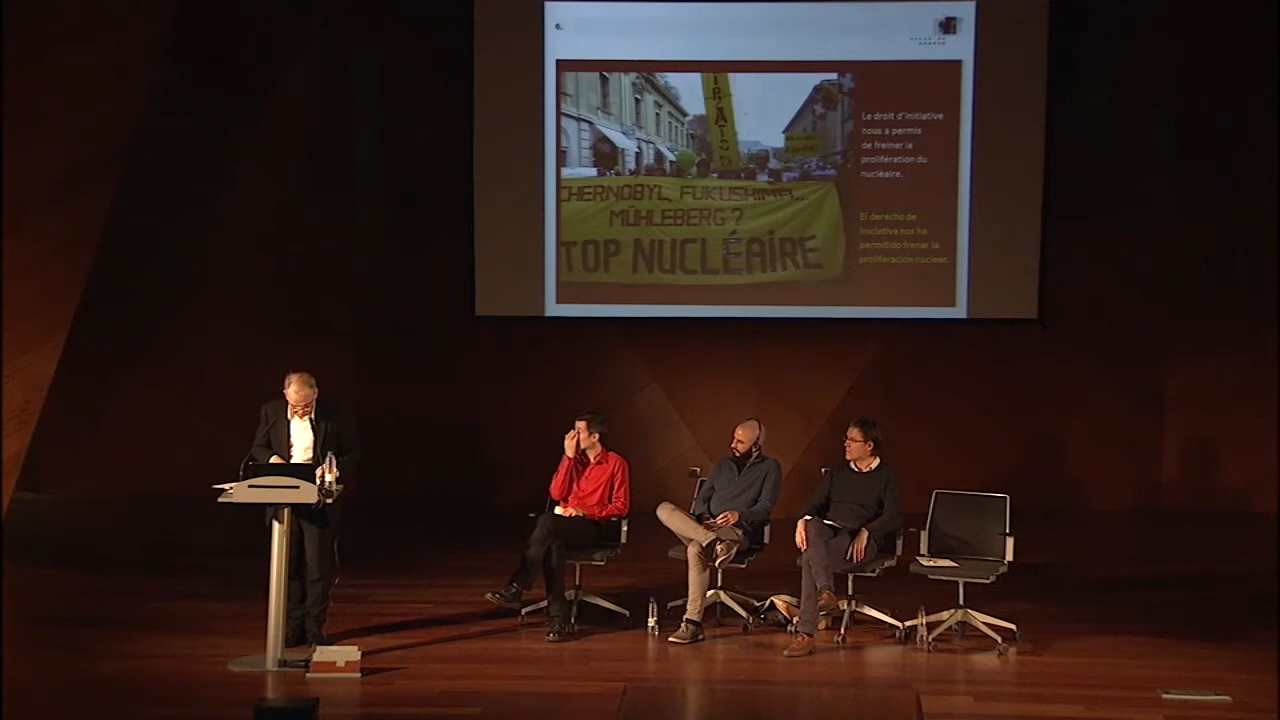 6.
CHERNOBYL, FUKUSHIMA...
MÜHLEBERG ?
TOP NUCLÉAIRE
Le droit d'initiative
nous a permis
de freiner la
prolifération du
nucléaire.
El derecho de
iniciativa nos ha
permitido frenar la
proliferación nuclear.